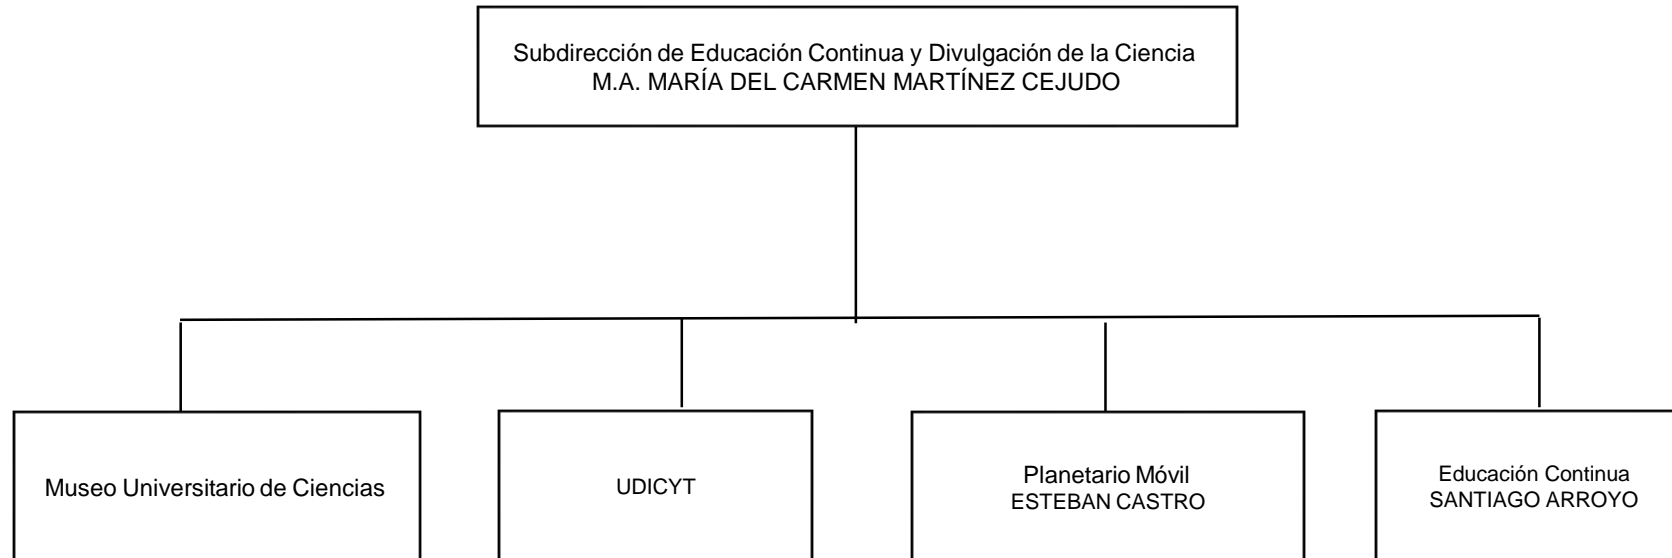 Subdirección de Educación Continua y Divulgación de la Ciencia
M.A. MARÍA DEL CARMEN MARTÍNEZ CEJUDO
Museo Universitario de Ciencias
UDICYT
Planetario Móvil
ESTEBAN CASTRO
Educación Continua
SANTIAGO ARROYO